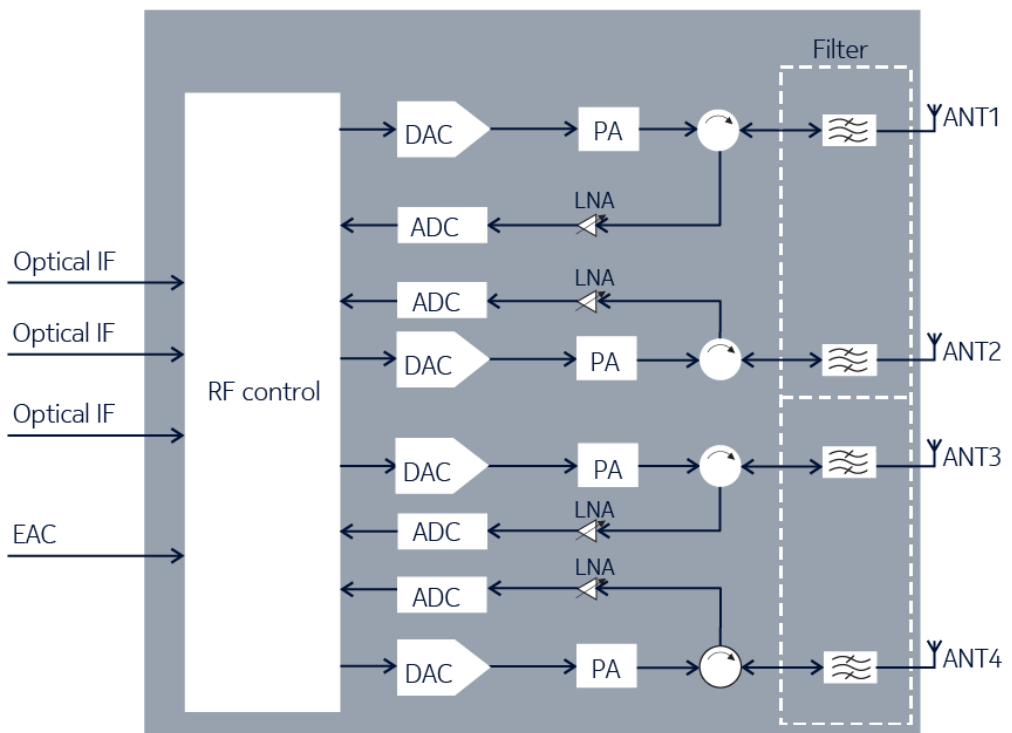 Filter
DAC
PA
ANT1
LNA
ADC
Optical IF
LNA
ADC
Optical IF
DAC
PA
ANT2
RF control
Optical IF
DAC
PA
ANT3
LNA
EAC
ADC
LNA
ADC
DAC
PA
ANT4